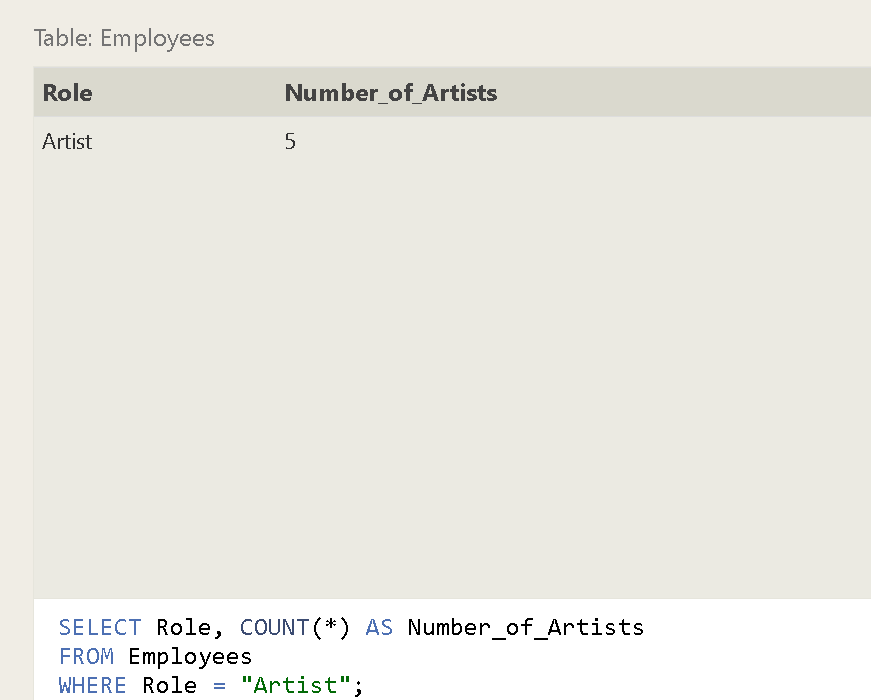 Table: Employees
Role Number_of_Artists
Artist 5
SELECT Role, COUNT(*) AS Number_of_Artists
FROM Employees
WHERE Role = "Artist";